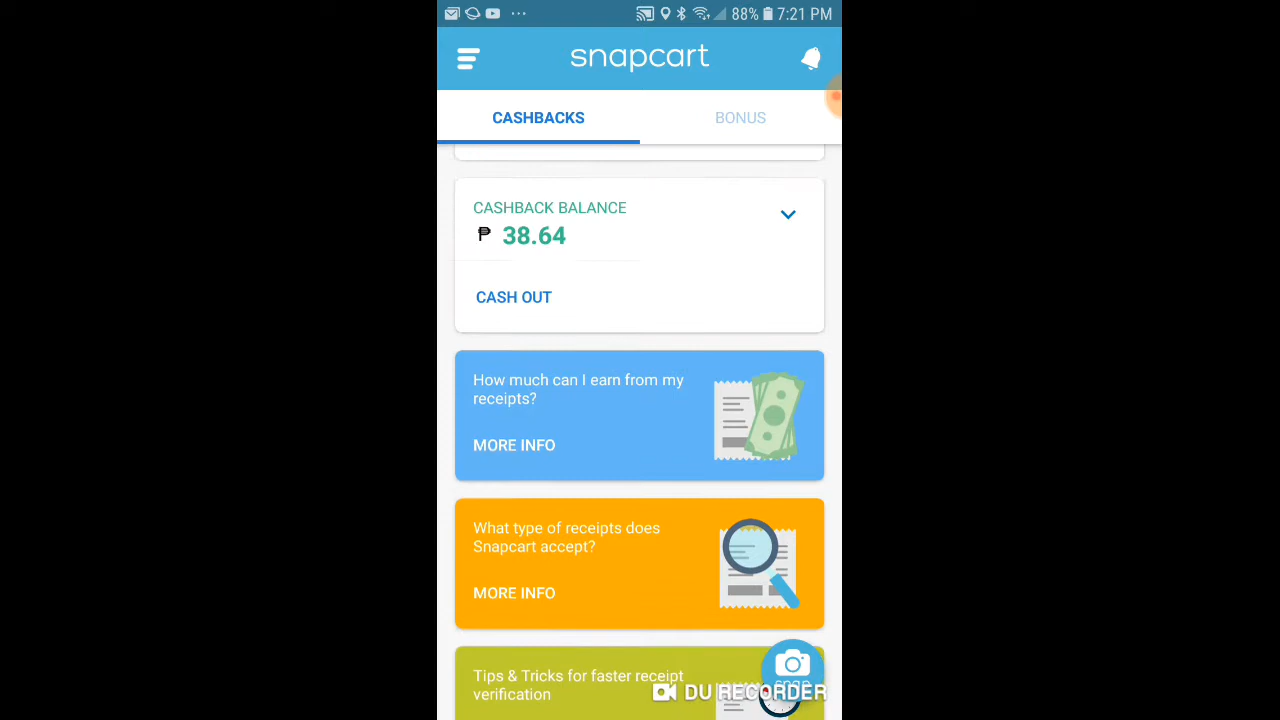 88% 7:21 PM
snapcart
CASHBACKS BONUS
CASHBACK BALANCE
₱ 38.64
CASH OUT
How much can I earn from my
receipts?
MORE INFO
What type of receipts does
Snapcart accept?
MORE INFO
Tips & Tricks for faster receipt
verification
snap
DU RECORDER